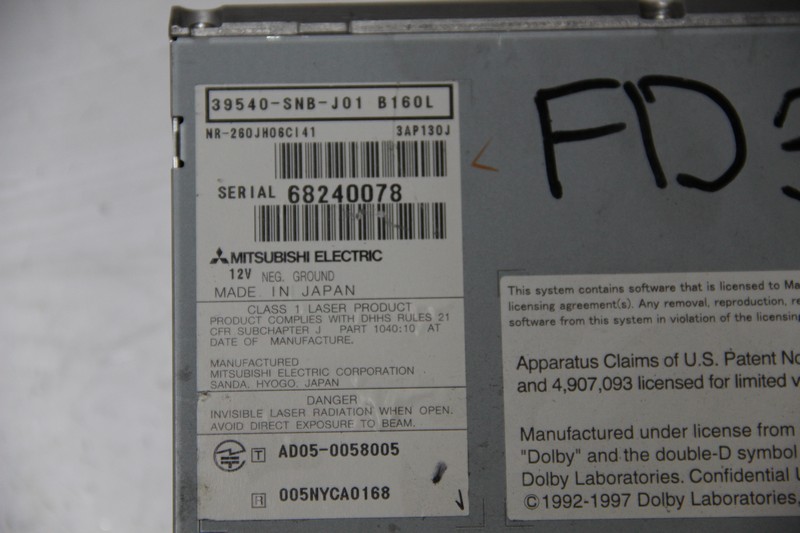 39540-SNB-J01 B160L
NR-260JH06CI41 3AP130J
SERIAL 68240078
MITSUBISHI ELECTRIC
12V NEG. GROUND
MADE IN JAPAN
CLASS 1 LASER PRODUCT
PRODUCT COMPLIES WITH DHHS RULES 21
CFR SUBCHAPTER J PART 1040:10 AT
DATE OF MANUFACTURE.
MANUFACTURED
MITSUBISHI ELECTRIC CORPORATION
SANDA, HYOGO, JAPAN
DANGER
INVISIBLE LASER RADIATION WHEN OPEN.
AVOID DIRECT EXPOSURE TO BEAM.
T AD05-0058005
R 005NYCA0168
FD3
This system contains software that is licensed to Ma
licensing agreement(s). Any removal, reproduction, re
software from this system in violation of the licensing
Apparatus Claims of U.S. Patent No
and 4,907,093 licensed for limited v
Manufactured under license from
"Dolby" and the double-D symbol
Dolby Laboratories. Confidential U
©1992-1997 Dolby Laboratories,